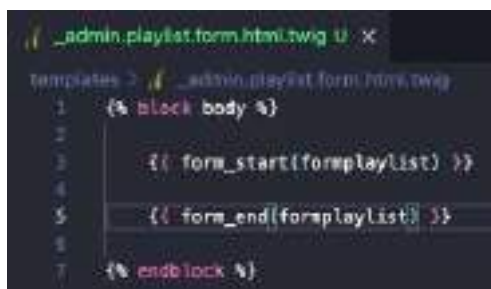 _admin.playlist.form.html.twig U ×
templates > _admin.playlist.form.html.twig
1 {% block body %}
2
3 {{ form_start(formplaylist) }}
4
5 {{ form_end(formplaylist) }}
6
7 {% endblock %}